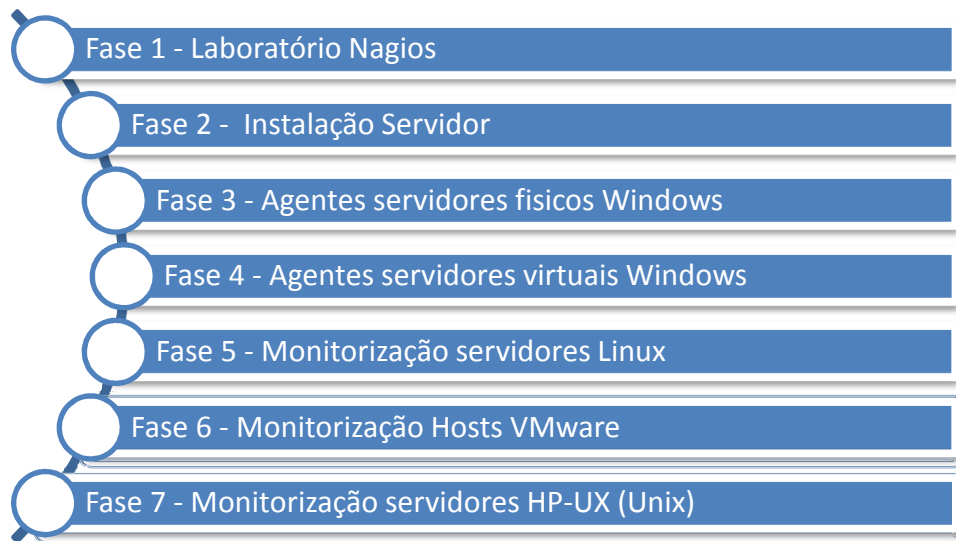 Fase 1 - Laboratório Nagios
Fase 2 - Instalação Servidor
Fase 3 - Agentes servidores fisicos Windows
Fase 4 - Agentes servidores virtuais Windows
Fase 5 - Monitorização servidores Linux
Fase 6 - Monitorização Hosts VMware
Fase 7 - Monitorização servidores HP-UX (Unix)